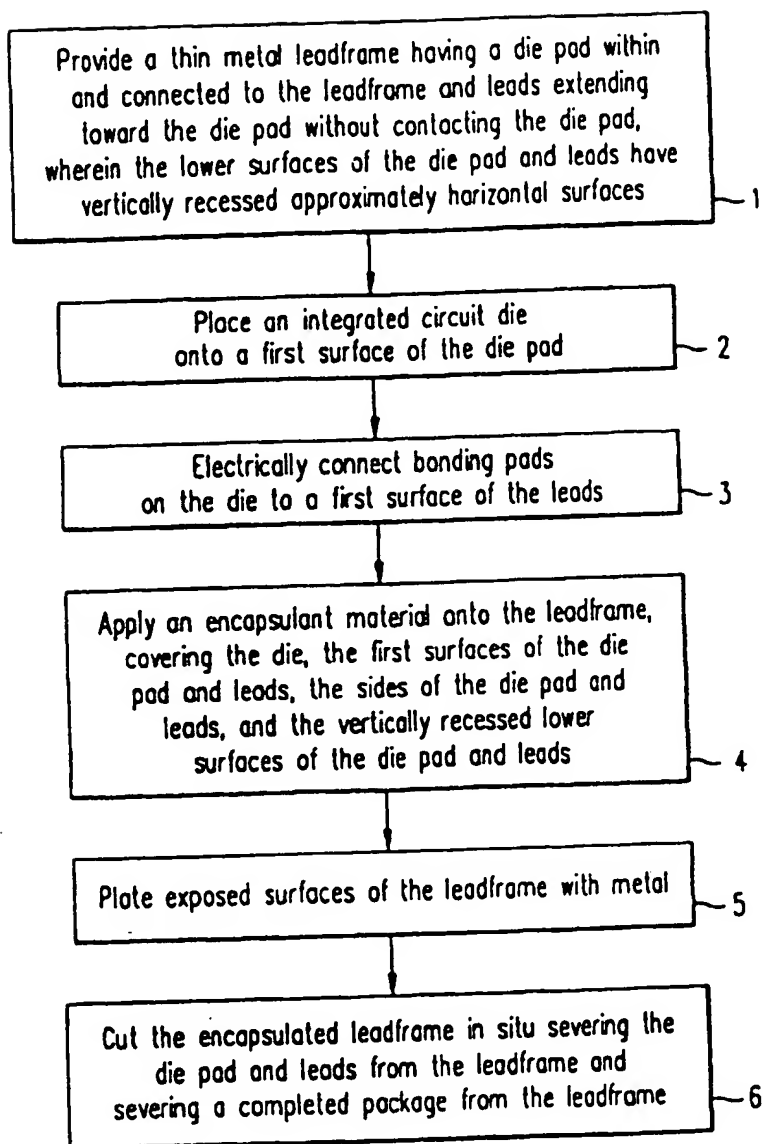 Provide a thin metal leadframe having a die pad within
and connected to the leadframe and leads extending
toward the die pad without contacting the die pad,
wherein the lower surfaces of the die pad and leads have
vertically recessed approximately horizontal surfaces
1
Place an integrated circuit die
onto a first surface of the die pad
2
Electrically connect bonding pads
on the die to a first surface of the leads
3
Apply an encapsulant material onto the leadframe,
covering the die, the first surfaces of the die
pad and leads, the sides of the die pad and
leads, and the vertically recessed lower
surfaces of the die pad and leads
4
Plate exposed surfaces of the leadframe with metal
5
Cut the encapsulated leadframe in situ severing the
die pad and leads from the leadframe and
severing a completed package from the leadframe
6